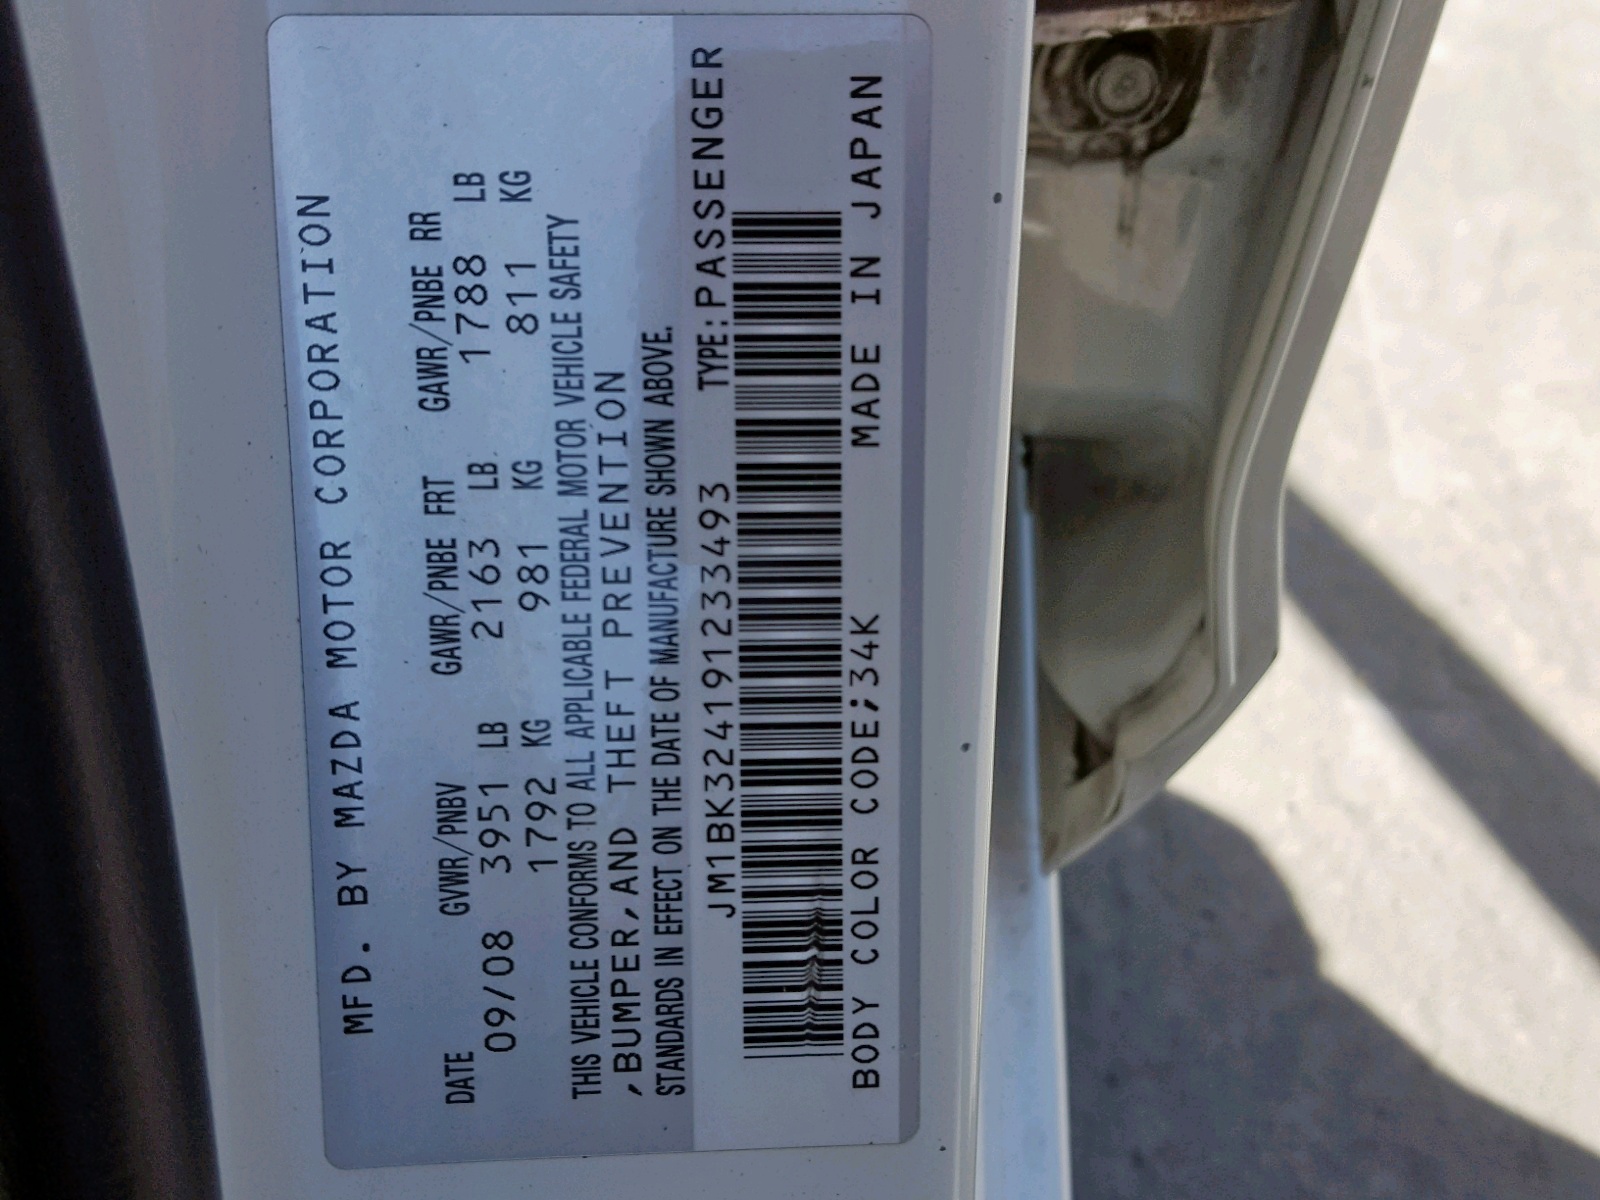 MFD. BY MAZDA MOTOR CORPORATION
DATE GVWR/PNBV GAWR/PNBE FRT GAWR/PNBE RR
09/08 3951 LB 2163 LB 1788 LB
1792 KG 981 KG 811 KG
THIS VEHICLE CONFORMS TO ALL APPLICABLE FEDERAL MOTOR VEHICLE SAFETY
,BUMPER,AND THEFT PREVENTION
STANDARDS IN EFFECT ON THE DATE OF MANUFACTURE SHOWN ABOVE.
JM1BK324191233493 TYPE:PASSENGER
BODY COLOR CODE;34K MADE IN JAPAN